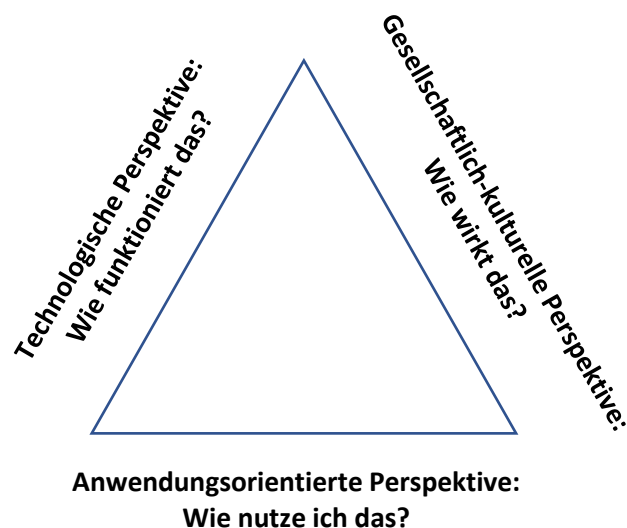 Technologische Perspektive:
Wie funktioniert das?
Gesellschaftlich-kulturelle Perspektive:
Wie wirkt das?
Anwendungsorientierte Perspektive:
Wie nutze ich das?